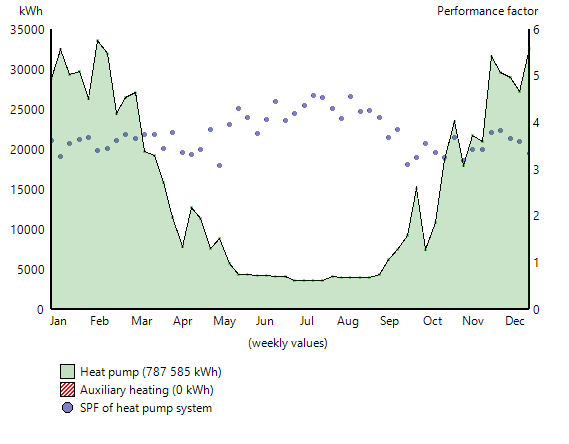 kWh Performance factor
35000 6
30000 5
25000
20000 4
15000 3
10000 2
5000 1
0 0
Jan Feb Mar Apr May Jun Jul Aug Sep Oct Nov Dec
(weekly values)
Heat pump (787 585 kWh)
Auxiliary heating (0 kWh)
SPF of heat pump system